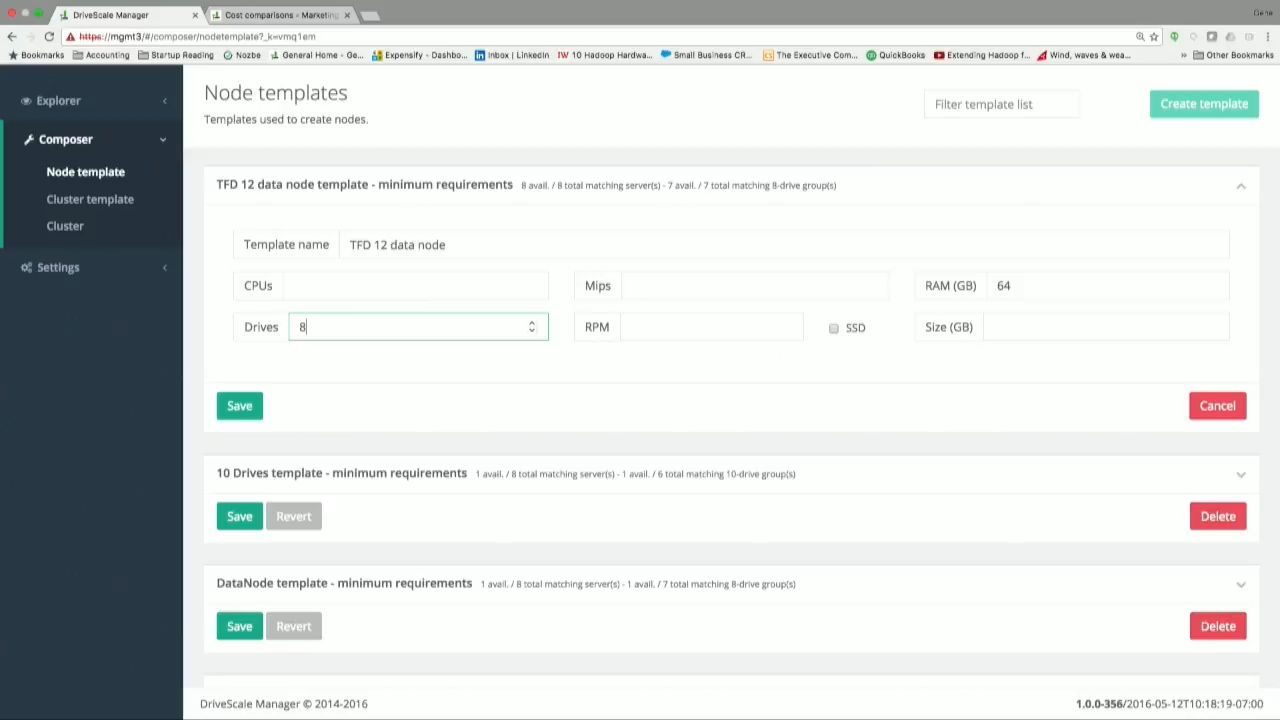 DriveScale Manager
Cost comparisons - Marketing
Gene
https://mgmt3/#/composer/nodetemplate?_k=vmq1em
Bookmarks Accounting Startup Reading Nozbe General Home - Ge... Expensify - Dashbo... Inbox | LinkedIn 10 Hadoop Hardwa... Small Business CR... The Executive Com... QuickBooks Extending Hadoop f... Wind, waves & wea... » Other Bookmarks
Explorer
Composer
Node template
Cluster template
Cluster
Settings
Node templates
Templates used to create nodes.
Filter template list
Create template
TFD 12 data node template - minimum requirements 8 avail. / 8 total matching server(s) - 7 avail. / 7 total matching 8-drive group(s)
Template name TFD 12 data node
CPUs Mips RAM (GB) 64
Drives 8 RPM SSD Size (GB)
Save Cancel
10 Drives template - minimum requirements 1 avail. / 8 total matching server(s) - 1 avail. / 6 total matching 10-drive group(s)
Save Revert Delete
DataNode template - minimum requirements 1 avail. / 8 total matching server(s) - 1 avail. / 7 total matching 8-drive group(s)
Save Revert Delete
DriveScale Manager © 2014-2016
1.0.0-356/2016-05-12T10:18:19-07:00